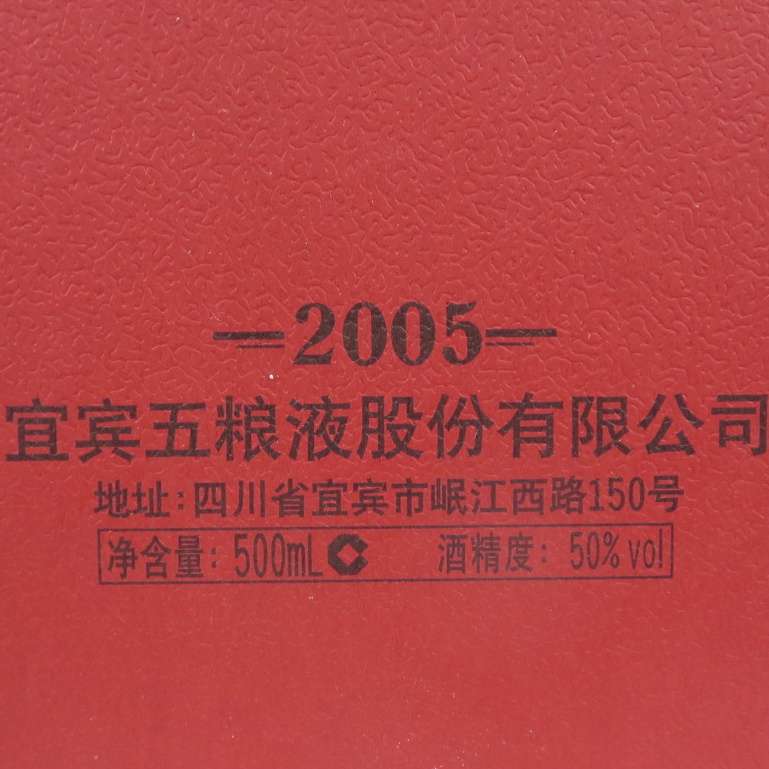 2005
宜宾五粮液股份有限公司
地址:四川省宜宾市岷江西路150号
净含量: 500mL 酒精度: 50%vol